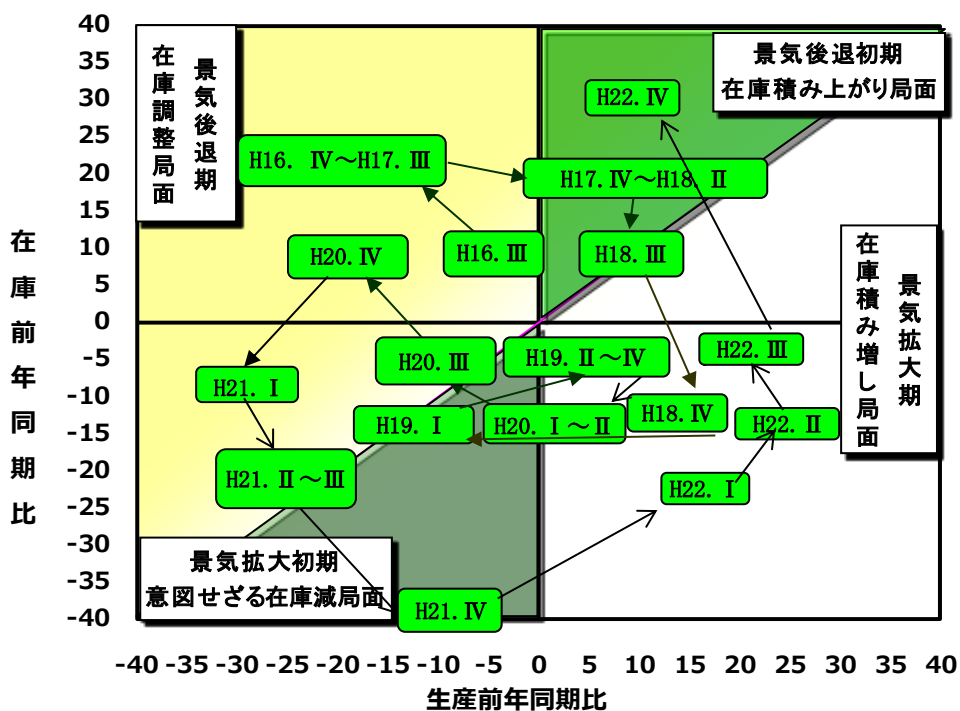 40
35
30
25
20
15
10
5
0
-5
-10
-15
-20
-25
-30
-35
-40
在庫前年同期比
景気後退期
在庫調整局面
景気後退初期
在庫積み上がり局面
H22.Ⅳ
H16. Ⅳ～H17.Ⅲ
H17.Ⅳ～H18.Ⅱ
H16.Ⅲ
H18.Ⅲ
H20.Ⅳ
景気拡大期
在庫積み増し局面
H22.Ⅲ
H20.Ⅲ
H19.Ⅱ～Ⅳ
H21.Ⅰ
H18.Ⅳ
H19.Ⅰ
H20.Ⅰ～Ⅱ
H22.Ⅱ
H21.Ⅱ～Ⅲ
H22.Ⅰ
景気拡大初期
意図せざる在庫減局面
H21.Ⅳ
-40 -35 -30 -25 -20 -15 -10 -5 0 5 10 15 20 25 30 35 40
生産前年同期比